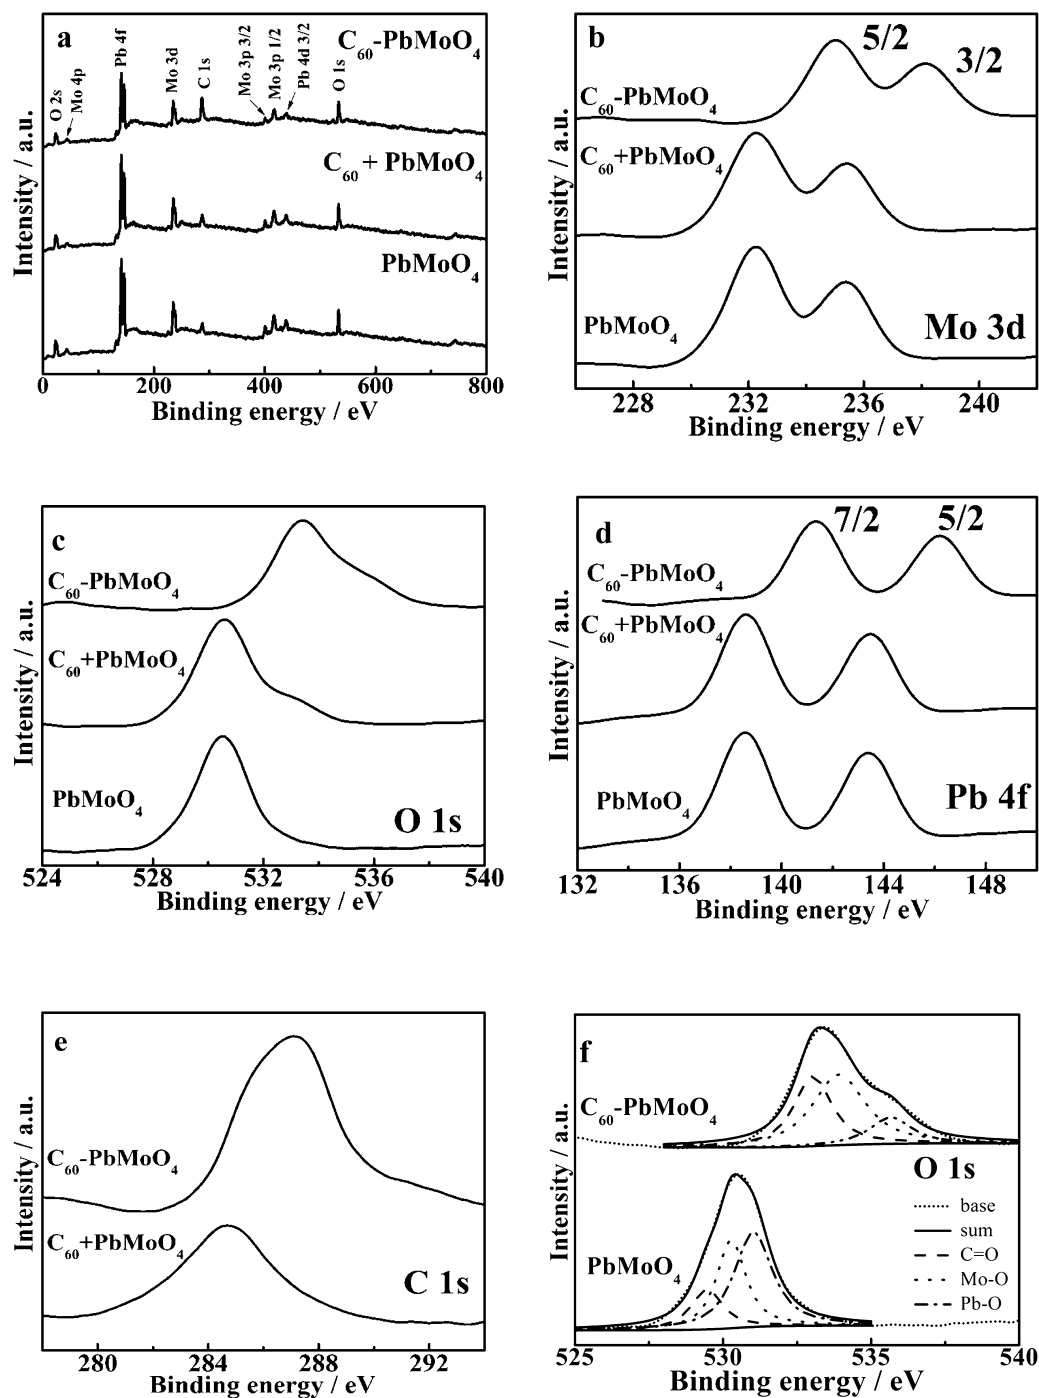 a
C60-PbMoO4
O 2s
Mo 4p
Pb 4f
Mo 3d
C 1s
Mo 3p 3/2
Mo 3p 1/2
Pb 4d 3/2
O 1s
C60 + PbMoO4
PbMoO4
Intensity / a.u.
0 200 400 600 800
Binding energy / eV
b
5/2
3/2
C60-PbMoO4
C60+PbMoO4
PbMoO4
Mo 3d
Intensity / a.u.
228 232 236 240
Binding energy / eV
c
C60-PbMoO4
C60+PbMoO4
PbMoO4
O 1s
Intensity / a.u.
524 528 532 536 540
Binding energy / eV
d
7/2
5/2
C60-PbMoO4
C60+PbMoO4
PbMoO4
Pb 4f
Intensity / a.u.
132 136 140 144 148
Binding energy / eV
e
C60-PbMoO4
C60+PbMoO4
C 1s
Intensity / a.u.
280 284 288 292
Binding energy / eV
f
C60-PbMoO4
O 1s
base
sum
C=O
Mo-O
Pb-O
PbMoO4
Intensity / a.u.
525 530 535 540
Binding energy / eV